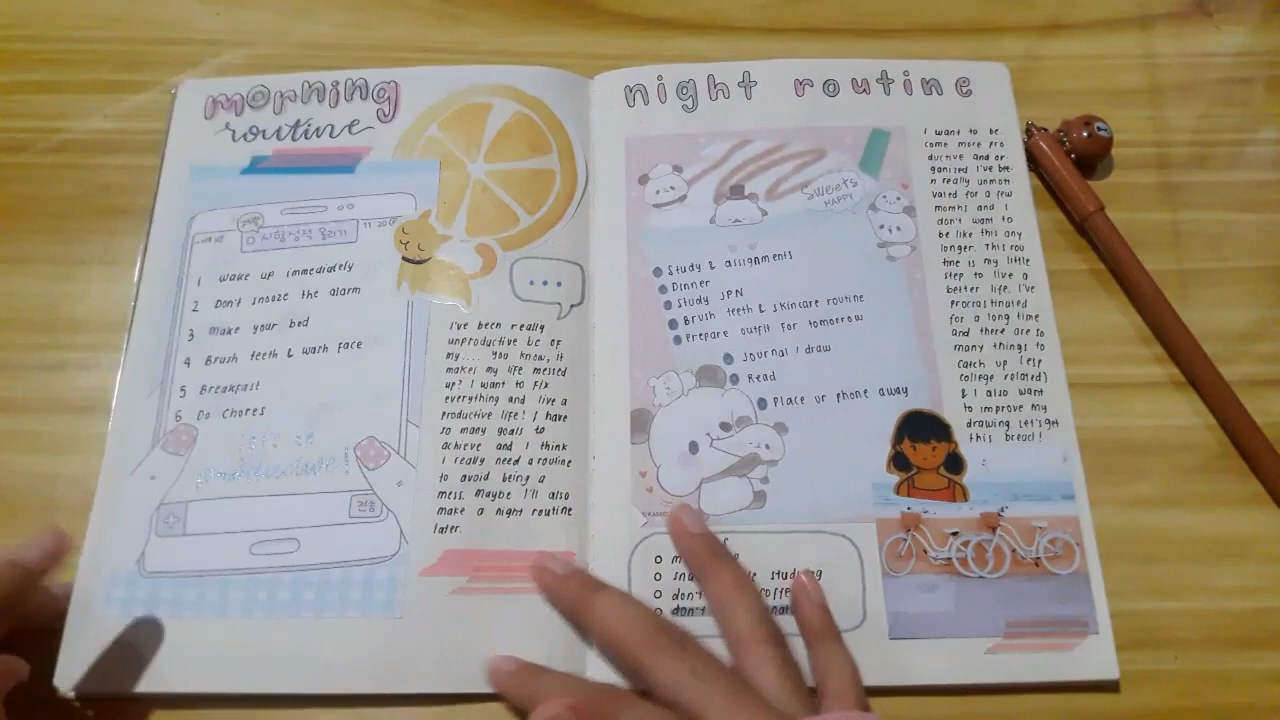 morning
routine
시험성적 올리기
1 wake up immediately
2 Don't snooze the alarm
3 make your bed
4 Brush teeth & wash face
5 Breakfast
6 Do chores
let's be
productive!
전송
I've been really
unproductive bc of
my.... You know, it
makes my life messed
up? I want to fix
everything and live a
productive life! I have
so many goals to
achieve and I think
I really need a routine
to avoid being a
mess. Maybe I'll also
make a night routine
later.
night routine
Sweets
HAPPY
Study & assignments
Dinner
Study JPN
Brush teeth & skincare routine
prepare outfit for tomorrow
Journal / draw
Read
Place ur phone away
I want to be
come more pro
ductive and or-
ganized. I've bee-
n really unmoti
vated for a few
months and I
don't want to
be like this any
longer. This rou
tine is my little
step to live a
better life. I've
procrastinated
for a long time
and there are so
many things to
catch up (esp
college related)
& I also want
to improve my
drawing. Let's get
this bread!
studying
don't
don't